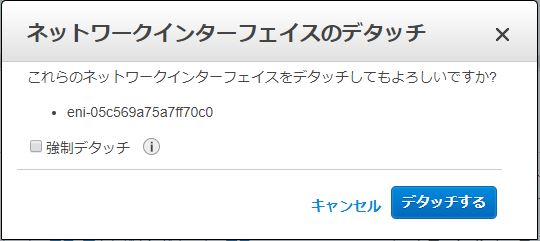 ネットワークインターフェイスのデタッチ
これらのネットワークインターフェイスをデタッチしてもよろしいですか?
eni-05c569a75a7ff70c0
強制デタッチ
キャンセル デタッチする